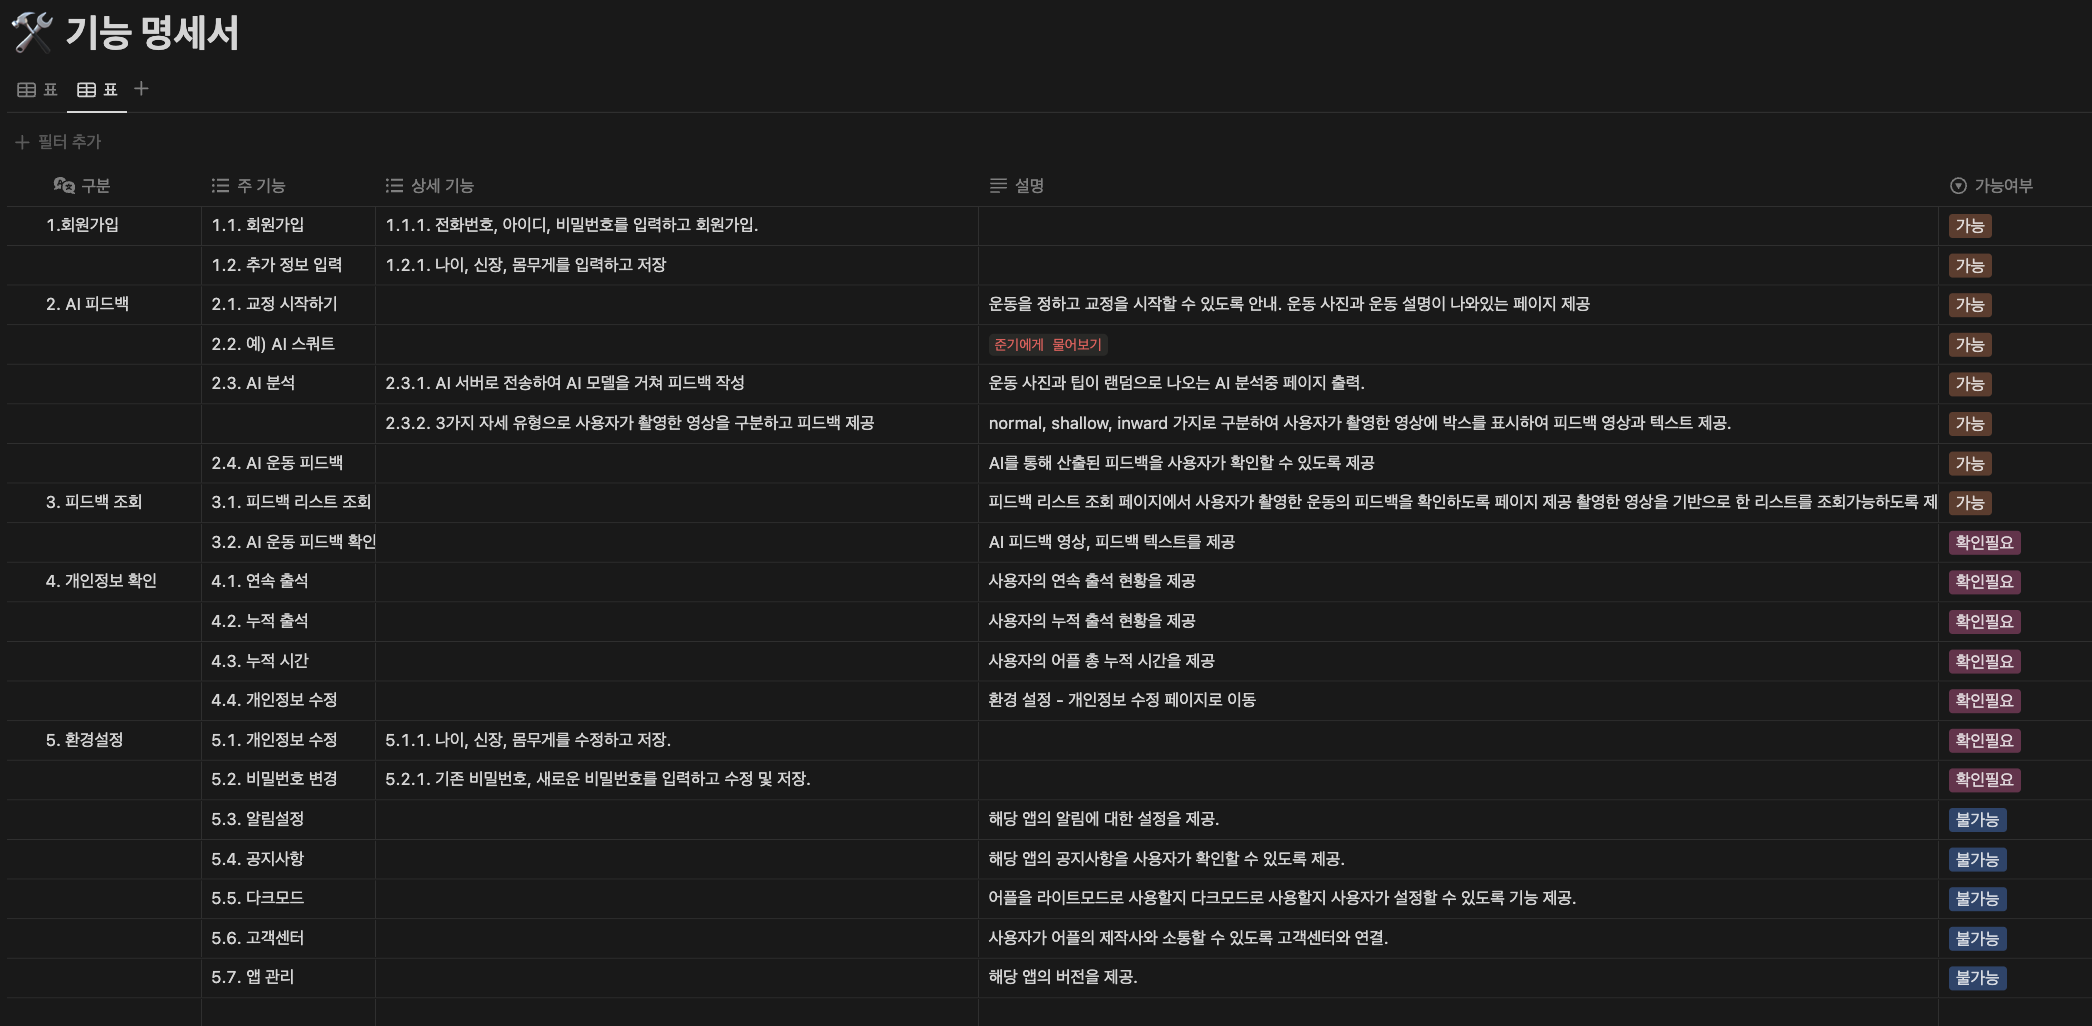 기능 명세서
표 표
필터 추가
구분 주 기능 상세 기능 설명 가능여부
1.회원가입 1.1. 회원가입 1.1.1. 전화번호, 아이디, 비밀번호를 입력하고 회원가입. 가능
1.2. 추가 정보 입력 1.2.1. 나이, 신장, 몸무게를 입력하고 저장 가능
2. AI 피드백 2.1. 교정 시작하기 운동을 정하고 교정을 시작할 수 있도록 안내. 운동 사진과 운동 설명이 나와있는 페이지 제공 가능
2.2. 예) AI 스쿼트 준기에게 물어보기 가능
2.3. AI 분석 2.3.1. AI 서버로 전송하여 AI 모델을 거쳐 피드백 작성 운동 사진과 팁이 랜덤으로 나오는 AI 분석중 페이지 출력. 가능
2.3.2. 3가지 자세 유형으로 사용자가 촬영한 영상을 구분하고 피드백 제공 normal, shallow, inward 가지로 구분하여 사용자가 촬영한 영상에 박스를 표시하여 피드백 영상과 텍스트 제공. 가능
2.4. AI 운동 피드백 AI를 통해 산출된 피드백을 사용자가 확인할 수 있도록 제공 가능
3. 피드백 조회 3.1. 피드백 리스트 조회 피드백 리스트 조회 페이지에서 사용자가 촬영한 운동의 피드백을 확인하도록 페이지 제공 촬영한 영상을 기반으로 한 리스트를 조회가능하도록 제 가능
3.2. AI 운동 피드백 확인 AI 피드백 영상, 피드백 텍스트를 제공 확인필요
4. 개인정보 확인 4.1. 연속 출석 사용자의 연속 출석 현황을 제공 확인필요
4.2. 누적 출석 사용자의 누적 출석 현황을 제공 확인필요
4.3. 누적 시간 사용자의 어플 총 누적 시간을 제공 확인필요
4.4. 개인정보 수정 환경 설정 - 개인정보 수정 페이지로 이동 확인필요
5. 환경설정 5.1. 개인정보 수정 5.1.1. 나이, 신장, 몸무게를 수정하고 저장. 확인필요
5.2. 비밀번호 변경 5.2.1. 기존 비밀번호, 새로운 비밀번호를 입력하고 수정 및 저장. 확인필요
5.3. 알림설정 해당 앱의 알림에 대한 설정을 제공. 불가능
5.4. 공지사항 해당 앱의 공지사항을 사용자가 확인할 수 있도록 제공. 불가능
5.5. 다크모드 어플을 라이트모드로 사용할지 다크모드로 사용할지 사용자가 설정할 수 있도록 기능 제공. 불가능
5.6. 고객센터 사용자가 어플의 제작사와 소통할 수 있도록 고객센터와 연결. 불가능
5.7. 앱 관리 해당 앱의 버전을 제공. 불가능